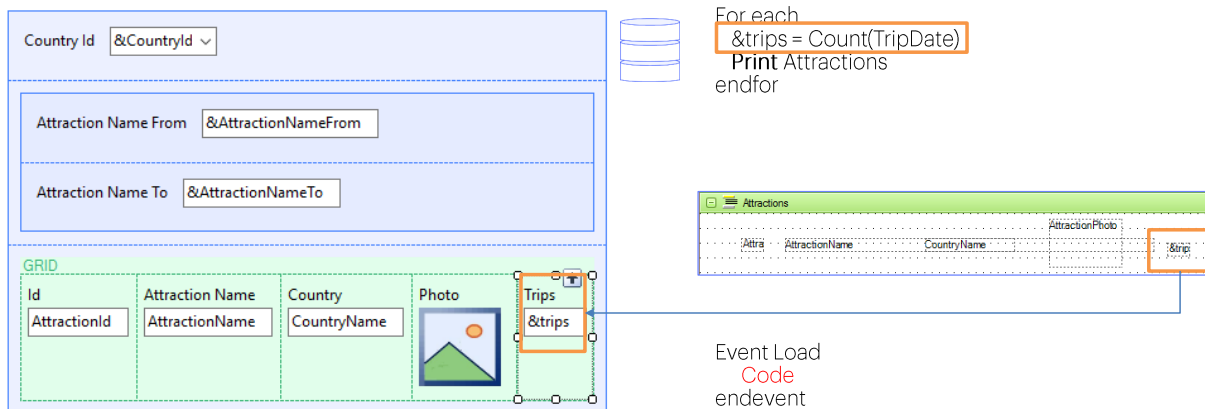 Country Id &CountryId
Attraction Name From &AttractionNameFrom
Attraction Name To &AttractionNameTo
GRID
Id Attraction Name Country Photo Trips
AttractionId AttractionName CountryName &trips
For each
&trips = Count(TripDate)
Print Attractions
endfor
Attractions
AttractionPhoto
Attra AttractionName CountryName &trip
Event Load
Code
endevent